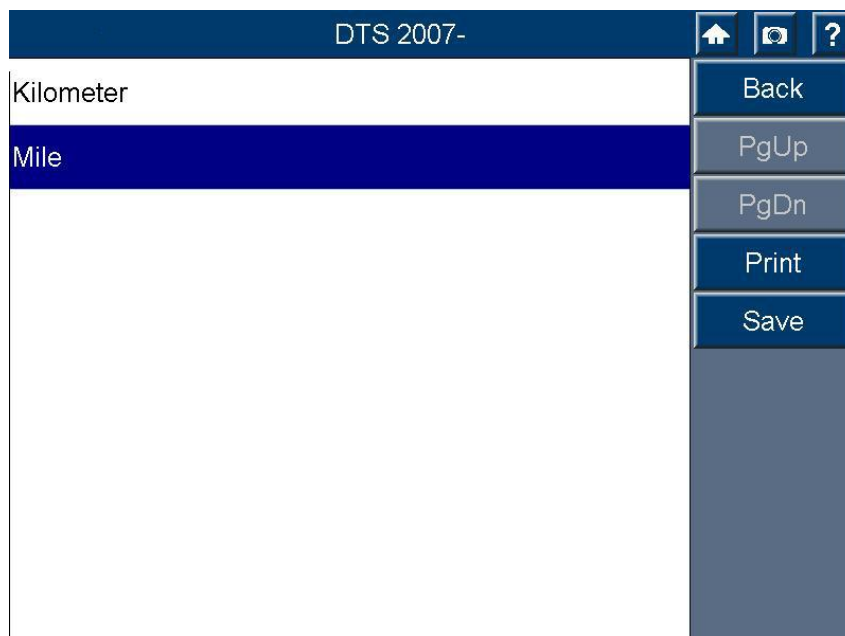 DTS 2007-
?
Kilometer
Mile
Back
PgUp
PgDn
Print
Save